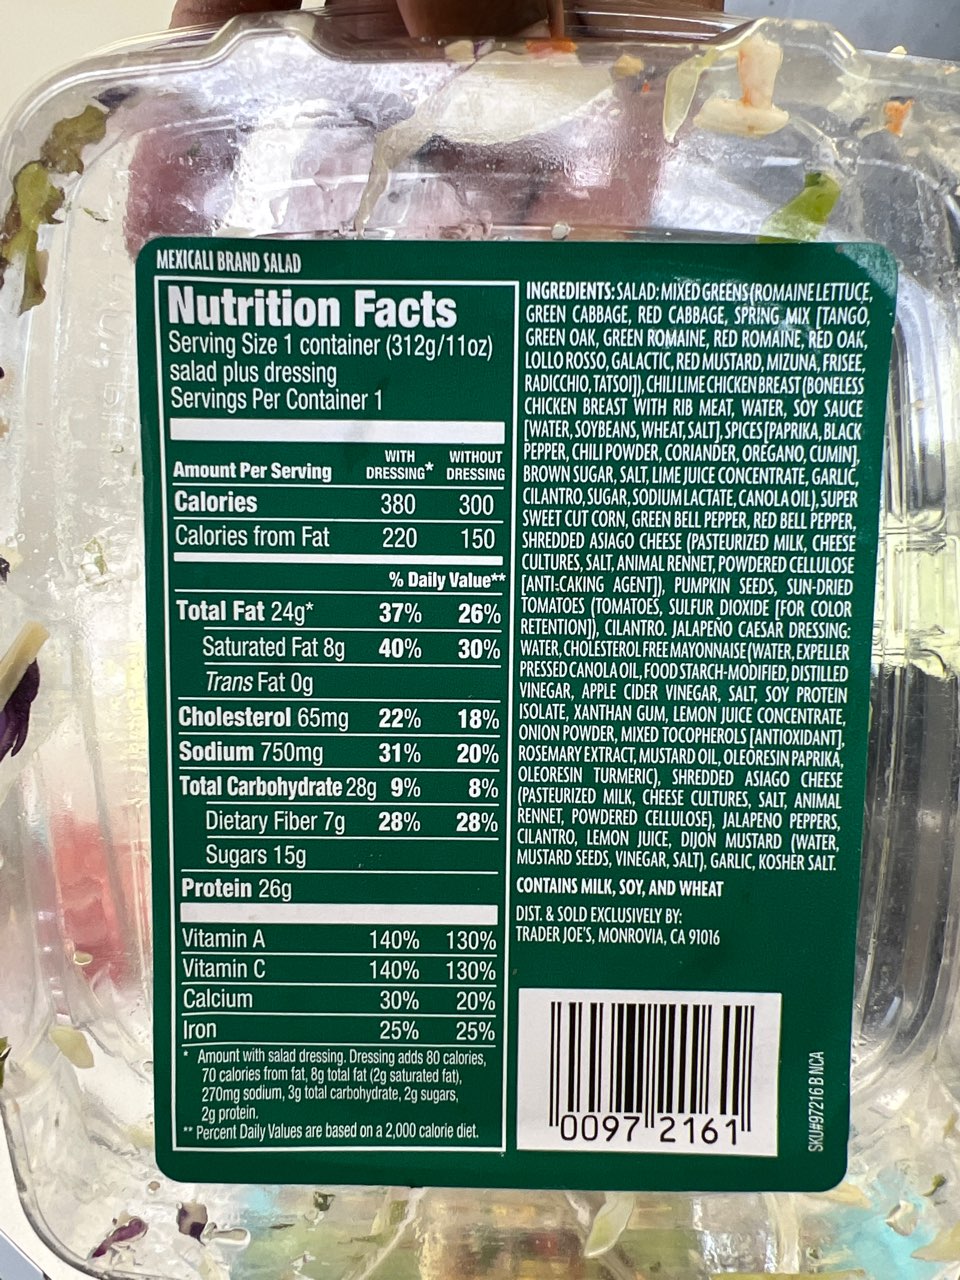 MEXICALI BRAND SALAD
Nutrition Facts
Serving Size 1 container (312g/11oz)
salad plus dressing
Servings Per Container 1
Amount Per Serving WITH DRESSING* WITHOUT DRESSING
Calories 380 300
Calories from Fat 220 150
% Daily Value**
Total Fat 24g* 37% 26%
Saturated Fat 8g 40% 30%
Trans Fat 0g
Cholesterol 65mg 22% 18%
Sodium 750mg 31% 20%
Total Carbohydrate 28g 9% 8%
Dietary Fiber 7g 28% 28%
Sugars 15g
Protein 26g
Vitamin A 140% 130%
Vitamin C 140% 130%
Calcium 30% 20%
Iron 25% 25%
* Amount with salad dressing. Dressing adds 80 calories,
70 calories from fat, 8g total fat (2g saturated fat),
270mg sodium, 3g total carbohydrate, 2g sugars,
2g protein.
** Percent Daily Values are based on a 2,000 calorie diet.
INGREDIENTS: SALAD: MIXED GREENS (ROMAINE LETTUCE,
GREEN CABBAGE, RED CABBAGE, SPRING MIX [TANGO,
GREEN OAK, GREEN ROMAINE, RED ROMAINE, RED OAK,
LOLLO ROSSO, GALACTIC, RED MUSTARD, MIZUNA, FRISEE,
RADICCHIO, TATSOI]), CHILI LIME CHICKEN BREAST (BONELESS
CHICKEN BREAST WITH RIB MEAT, WATER, SOY SAUCE
[WATER, SOYBEANS, WHEAT, SALT], SPICES [PAPRIKA, BLACK
PEPPER, CHILI POWDER, CORIANDER, OREGANO, CUMIN],
BROWN SUGAR, SALT, LIME JUICE CONCENTRATE, GARLIC,
CILANTRO, SUGAR, SODIUM LACTATE, CANOLA OIL), SUPER
SWEET CUT CORN, GREEN BELL PEPPER, RED BELL PEPPER,
SHREDDED ASIAGO CHEESE (PASTEURIZED MILK, CHEESE
CULTURES, SALT, ANIMAL RENNET, POWDERED CELLULOSE
[ANTI-CAKING AGENT]), PUMPKIN SEEDS, SUN-DRIED
TOMATOES (TOMATOES, SULFUR DIOXIDE [FOR COLOR
RETENTION]), CILANTRO. JALAPEÑO CAESAR DRESSING:
WATER, CHOLESTEROL FREE MAYONNAISE (WATER, EXPELLER
PRESSED CANOLA OIL, FOOD STARCH-MODIFIED, DISTILLED
VINEGAR, APPLE CIDER VINEGAR, SALT, SOY PROTEIN
ISOLATE, XANTHAN GUM, LEMON JUICE CONCENTRATE,
ONION POWDER, MIXED TOCOPHEROLS [ANTIOXIDANT],
ROSEMARY EXTRACT, MUSTARD OIL, OLEORESIN PAPRIKA,
OLEORESIN TURMERIC), SHREDDED ASIAGO CHEESE
(PASTEURIZED MILK, CHEESE CULTURES, SALT, ANIMAL
RENNET, POWDERED CELLULOSE), JALAPENO PEPPERS,
CILANTRO, LEMON JUICE, DIJON MUSTARD (WATER,
MUSTARD SEEDS, VINEGAR, SALT), GARLIC, KOSHER SALT.
CONTAINS MILK, SOY, AND WHEAT
DIST. & SOLD EXCLUSIVELY BY:
TRADER JOE'S, MONROVIA, CA 91016
0097 2161
SKU#97216 B NCA